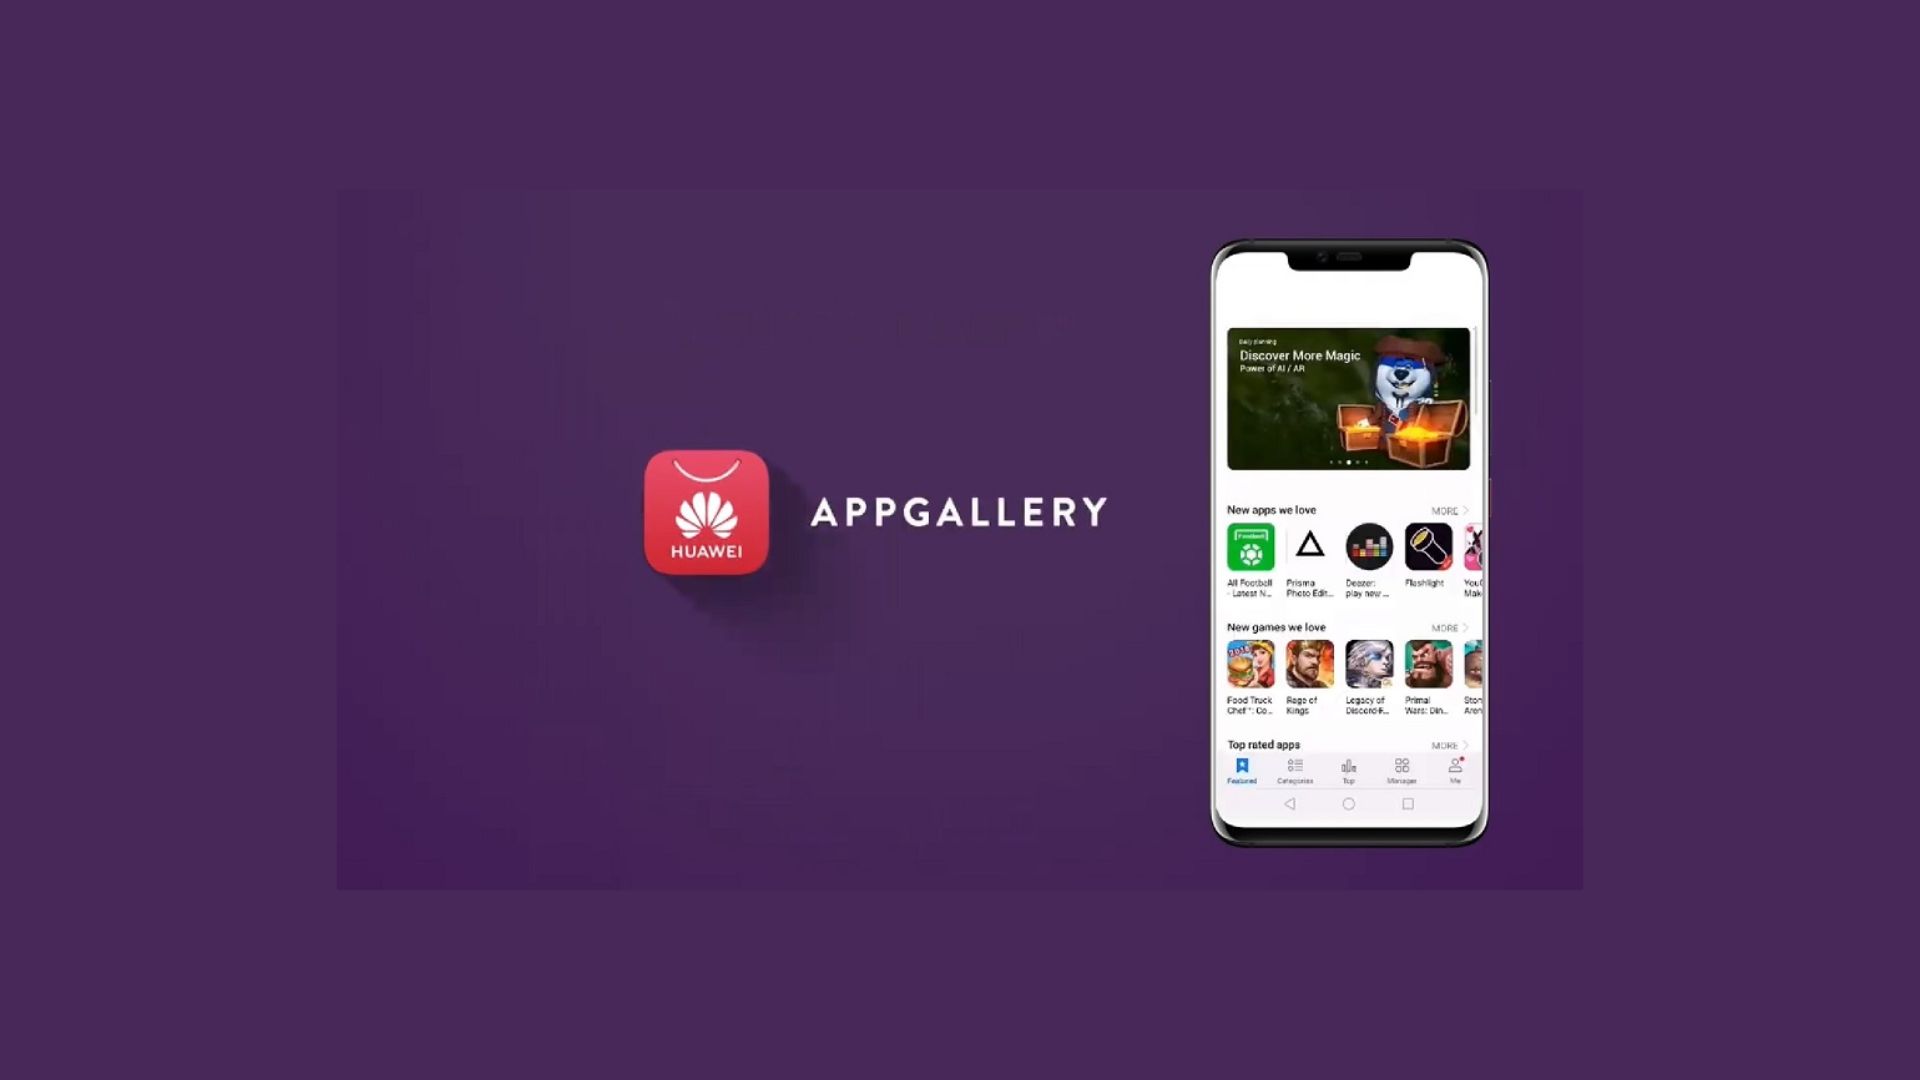 HUAWEI
APPGALLERY
Daily planning
Discover More Magic
Power of AI / AR
New apps we love
MORE
Football
All Football
- Latest N...
Prisma
Photo Edit...
Deezer:
play new ...
Flashlight
You
Mak
New games we love
MORE
2018
Food Truck
Chef™: Co...
Rage of
Kings
Legacy of
Discord-F...
Primal
Wars: Din...
Ston
Aren
Top rated apps
MORE
Featured
Categories
Top
Manager
Me